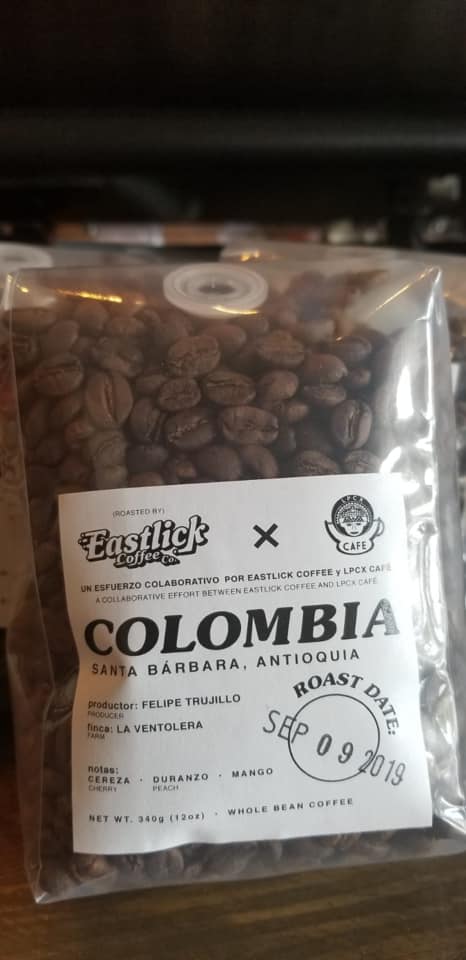 (ROASTED BY)
Eastlick
Coffee Co.
X
LPCX
CAFE
UN ESFUERZO COLABORATIVO POR EASTLICK COFFEE y LPCX CAFE
A COLLABORATIVE EFFORT BETWEEN EASTLICK COFFEE AND LPCX CAFE
COLOMBIA
SANTA BÁRBARA, ANTIOQUIA
productor: FELIPE TRUJILLO
PRODUCER
finca: LA VENTOLERA
FARM
ROAST DATE:
SEP 09 2019
notas:
CEREZA · DURANZO · MANGO
CHERRY PEACH
NET WT. 340g (12oz) · WHOLE BEAN COFFEE